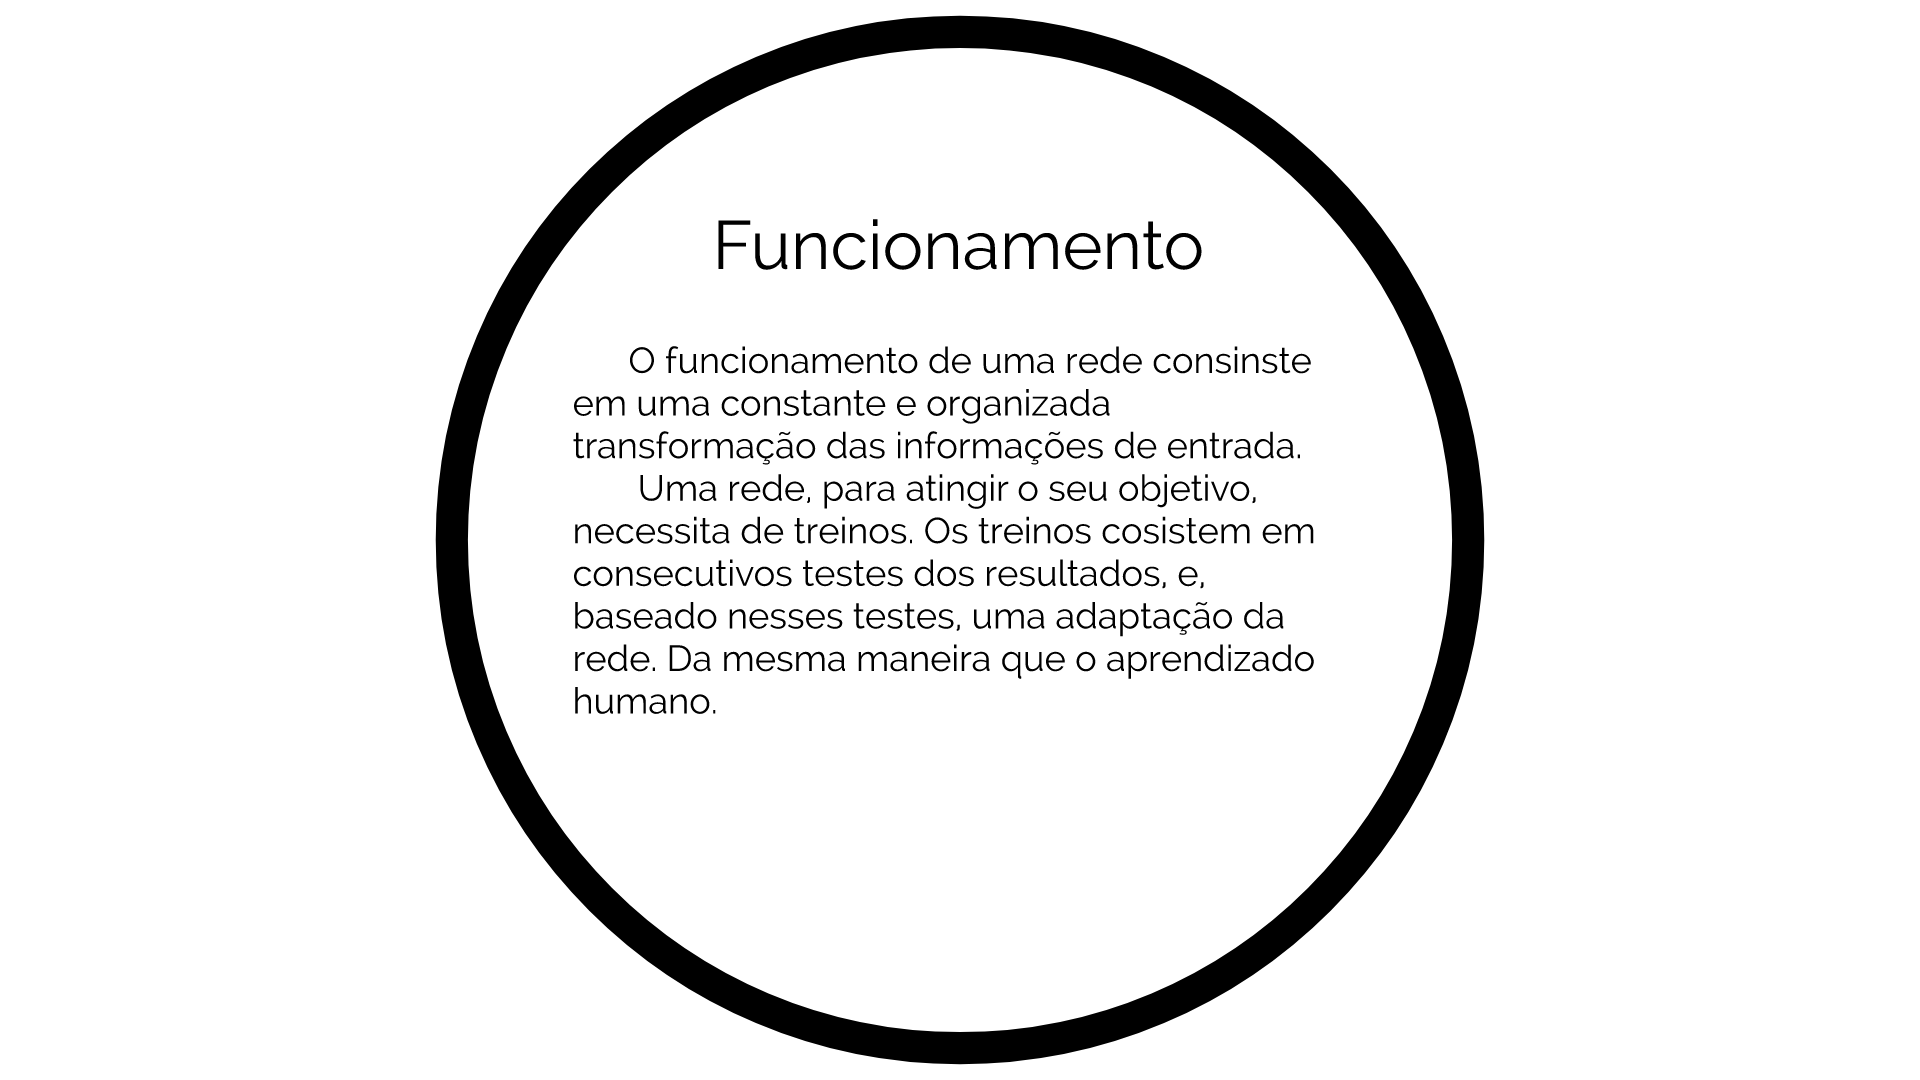 Funcionamento
O funcionamento de uma rede consinste
em uma constante e organizada
transformação das informações de entrada.
Uma rede, para atingir o seu objetivo,
necessita de treinos. Os treinos cosistem em
consecutivos testes dos resultados, e,
baseado nesses testes, uma adaptação da
rede. Da mesma maneira que o aprendizado
humano.